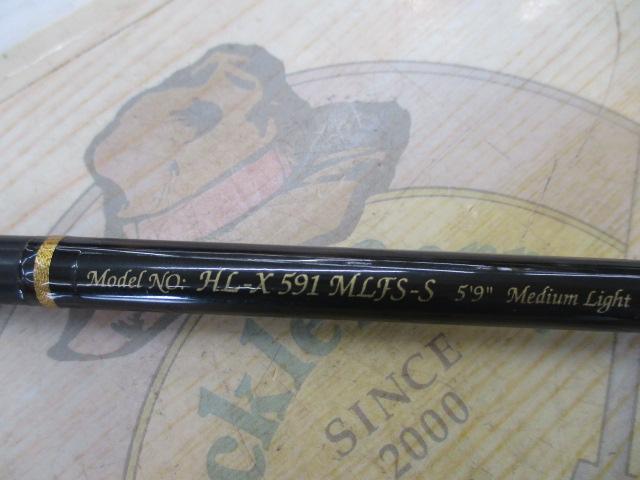 Model NO: HL-X 591 MLFS-S 5'9" Medium Light
SINCE
2000